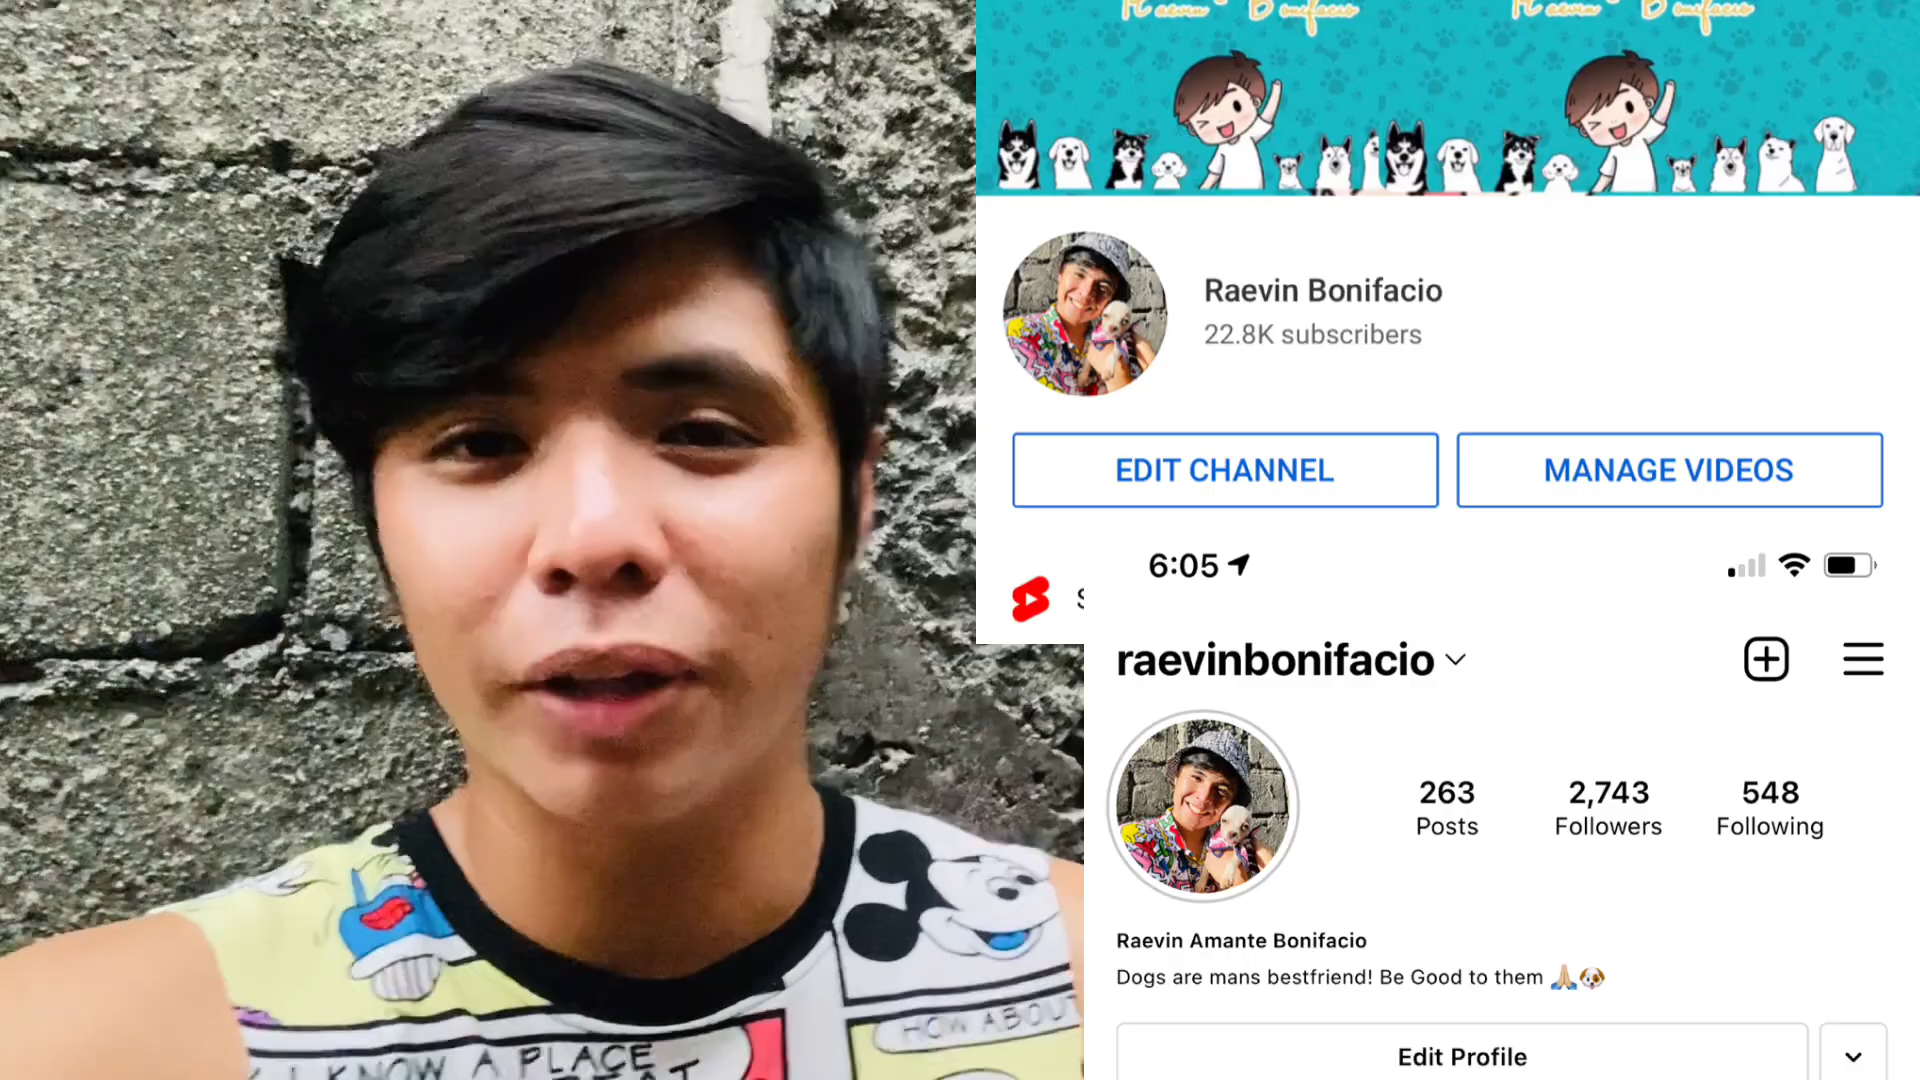 Raevin Bonifacio
22.8K subscribers
EDIT CHANNEL
MANAGE VIDEOS
6:05
raevinbonifacio
263
Posts
2,743
Followers
548
Following
Raevin Amante Bonifacio
Dogs are mans bestfriend! Be Good to them 🙏🏼🐶
Edit Profile
HOW ABOUT
I KNOW A PLACE